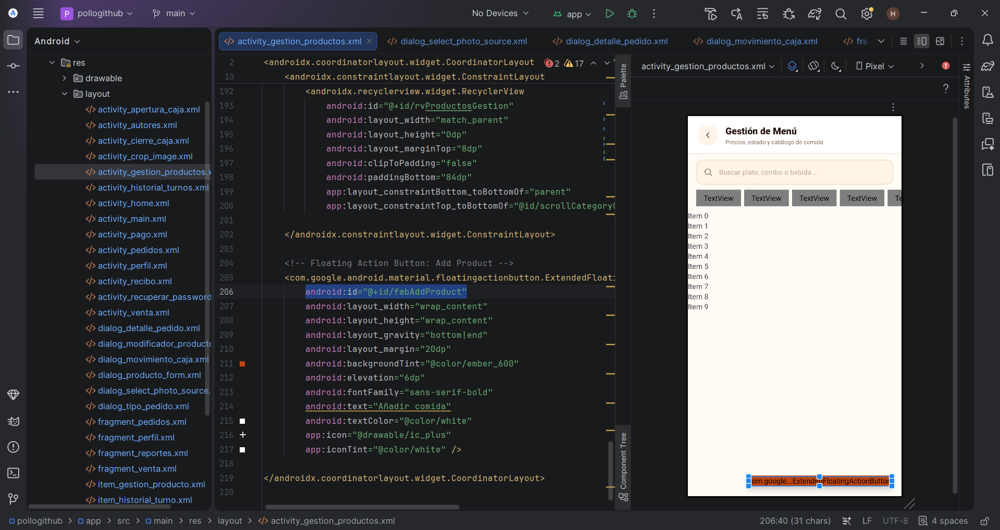 P pollogithub
main
No Devices
app
H
Android
activity_gestion_productos.xml
dialog_select_photo_source.xml
dialog_detalle_pedido.xml
dialog_movimiento_caja.xml
fra
res
drawable
layout
activity_apertura_caja.xml
activity_autores.xml
activity_cierre_caja.xml
activity_crop_image.xml
activity_gestion_productos.x
activity_historial_turnos.xml
activity_home.xml
activity_main.xml
activity_pago.xml
activity_pedidos.xml
activity_perfil.xml
activity_recibo.xml
activity_recuperar_password
activity_venta.xml
dialog_detalle_pedido.xml
dialog_modificador_producto
dialog_movimiento_caja.xml
dialog_producto_form.xml
dialog_select_photo_source.
dialog_tipo_pedido.xml
fragment_pedidos.xml
fragment_perfil.xml
fragment_reportes.xml
fragment_venta.xml
item_gestion_producto.xml
item_historial_turno.xml
2 <androidx.coordinatorlayout.widget.CoordinatorLayout
2 17
10 <androidx.constraintlayout.widget.ConstraintLayout
192 <androidx.recyclerview.widget.RecyclerView
193 android:id="@+id/rvProductosGestion"
194 android:layout_width="match_parent"
195 android:layout_height="0dp"
196 android:layout_marginTop="8dp"
197 android:clipToPadding="false"
198 android:paddingBottom="84dp"
199 app:layout_constraintBottom_toBottomOf="parent"
200 app:layout_constraintTop_toBottomOf="@id/scrollCategory
201
202 </androidx.constraintlayout.widget.ConstraintLayout>
203
204 <!-- Floating Action Button: Add Product -->
205 <com.google.android.material.floatingactionbutton.ExtendedFloati
206 android:id="@+id/fabAddProduct"
207 android:layout_width="wrap_content"
208 android:layout_height="wrap_content"
209 android:layout_gravity="bottom|end"
210 android:layout_margin="20dp"
211 android:backgroundTint="@color/ember_600"
212 android:elevation="6dp"
213 android:fontFamily="sans-serif-bold"
214 android:text="Añadir comida"
215 android:textColor="@color/white"
216 app:icon="@drawable/ic_plus"
217 app:iconTint="@color/white" />
218
219 </androidx.coordinatorlayout.widget.CoordinatorLayout>
220
Palette
Component Tree
activity_gestion_productos.xml
Pixel
?
Attributes
Gestión de Menú
Precios, estado y catálogo de comida
Buscar plato, combo o bebida...
TextView TextView TextView TextView Te
Item 0
Item 1
Item 2
Item 3
Item 4
Item 5
Item 6
Item 7
Item 8
Item 9
om.google...ExtendedFloatingActionButton
pollogithub > app > src > main > res > layout > activity_gestion_productos.xml
206:40 (31 chars)
LF
UTF-8
4 spaces